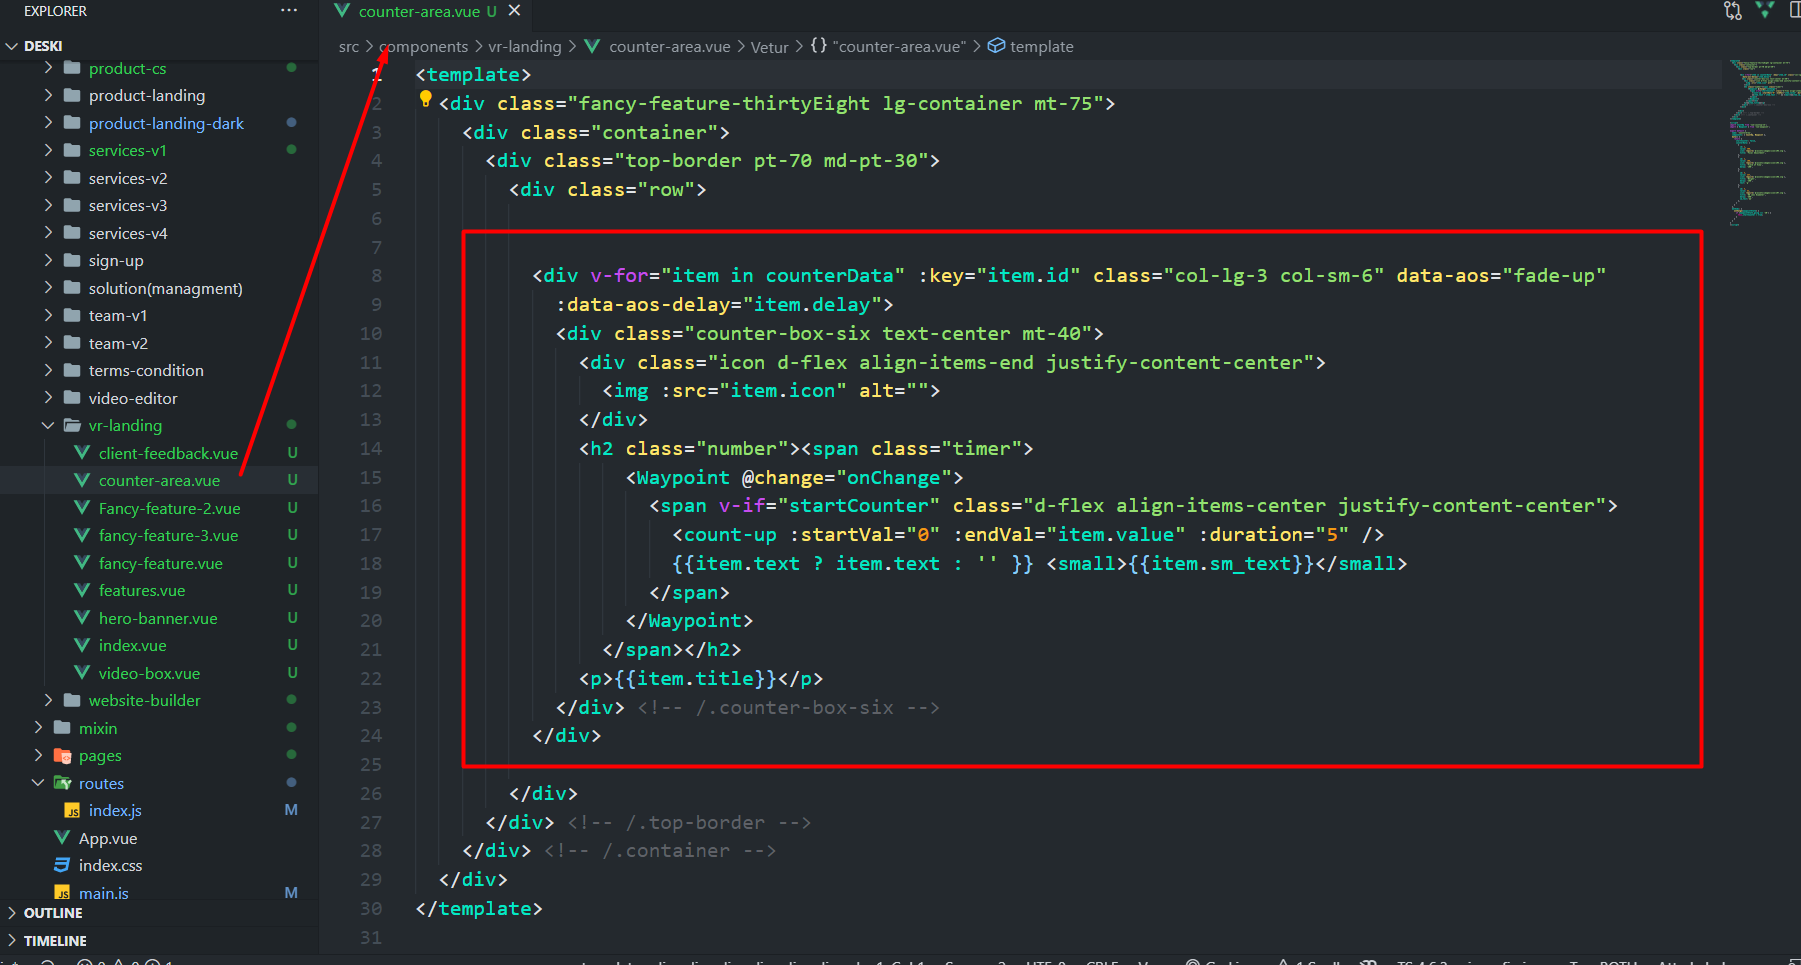 EXPLORER
···
DESKI
product-cs
product-landing
product-landing-dark
services-v1
services-v2
services-v3
services-v4
sign-up
solution(managment)
team-v1
team-v2
terms-condition
video-editor
vr-landing
client-feedback.vue U
counter-area.vue U
Fancy-feature-2.vue U
fancy-feature-3.vue U
fancy-feature.vue U
features.vue U
hero-banner.vue U
index.vue U
video-box.vue U
website-builder
mixin
pages
routes
index.js M
App.vue
index.css
main.js M
OUTLINE
TIMELINE
counter-area.vue U
src > components > vr-landing > counter-area.vue > Vetur > {} "counter-area.vue" > template
1 <template>
2 <div class="fancy-feature-thirtyEight lg-container mt-75">
3 <div class="container">
4 <div class="top-border pt-70 md-pt-30">
5 <div class="row">
6
7
8 <div v-for="item in counterData" :key="item.id" class="col-lg-3 col-sm-6" data-aos="fade-up"
9 :data-aos-delay="item.delay">
10 <div class="counter-box-six text-center mt-40">
11 <div class="icon d-flex align-items-end justify-content-center">
12 <img :src="item.icon" alt="">
13 </div>
14 <h2 class="number"><span class="timer">
15 <Waypoint @change="onChange">
16 <span v-if="startCounter" class="d-flex align-items-center justify-content-center">
17 <count-up :startVal="0" :endVal="item.value" :duration="5" />
18 {{item.text ? item.text : '' }} <small>{{item.sm_text}}</small>
19 </span>
20 </Waypoint>
21 </span></h2>
22 <p>{{item.title}}</p>
23 </div> <!-- /.counter-box-six -->
24 </div>
25
26 </div>
27 </div> <!-- /.top-border -->
28 </div> <!-- /.container -->
29 </div>
30 </template>
31